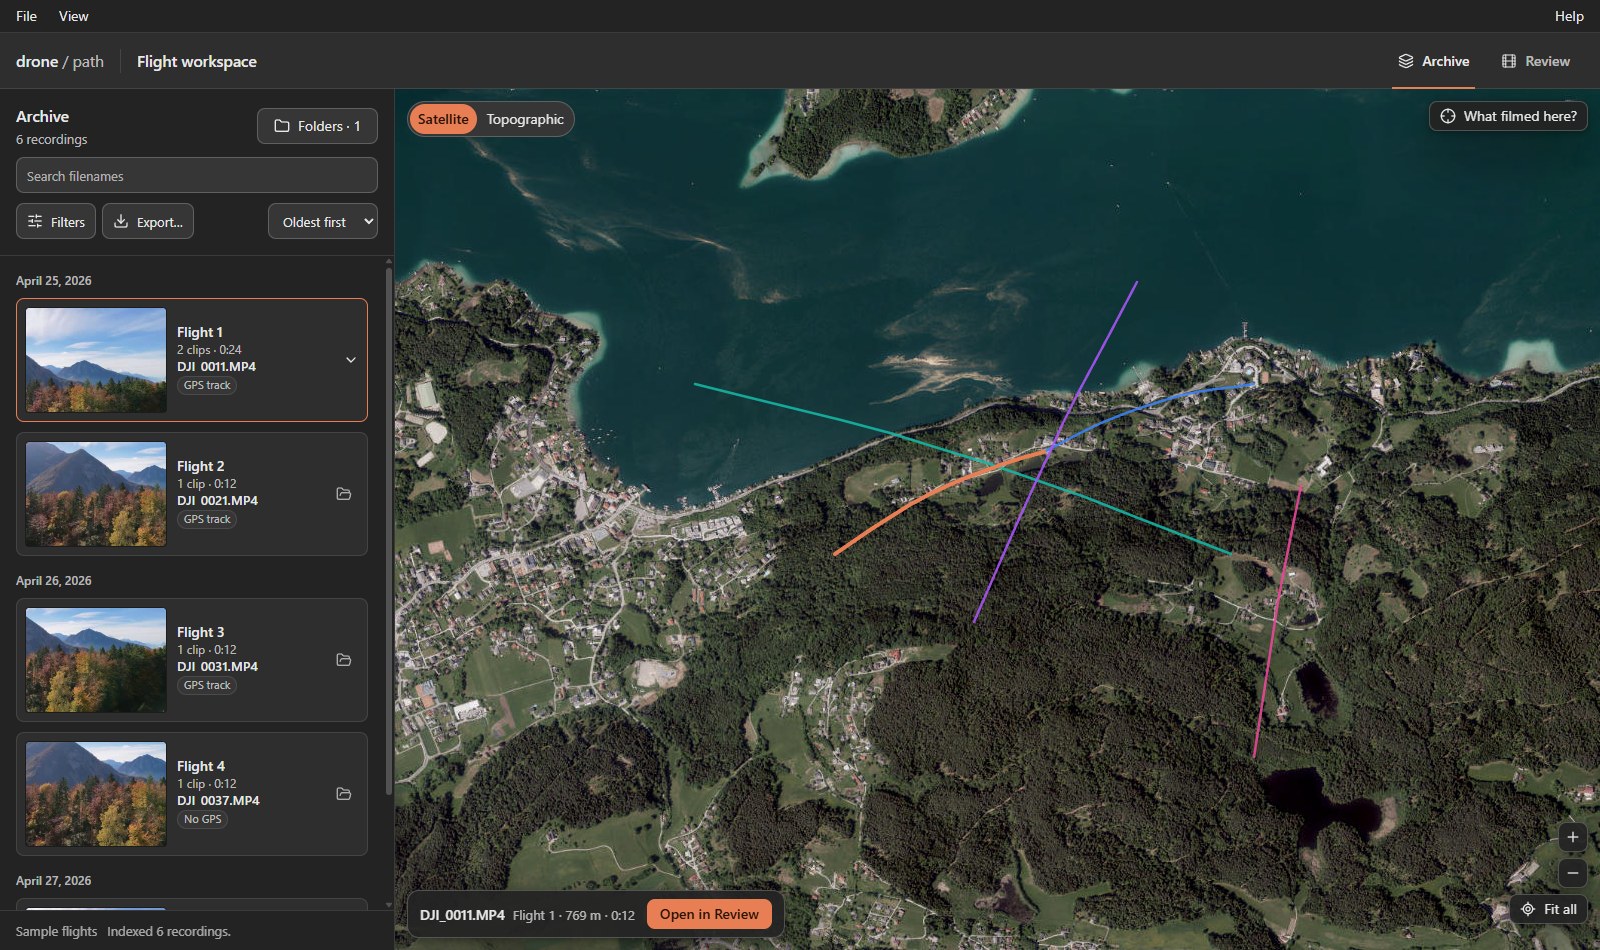 File View Help
drone / path Flight workspace Archive Review
Archive
6 recordings
Folders · 1
Search filenames
Filters Export... Oldest first
April 25, 2026
Flight 1
2 clips · 0:24
DJI_0011.MP4
GPS track
Flight 2
1 clip · 0:12
DJI_0021.MP4
GPS track
April 26, 2026
Flight 3
1 clip · 0:12
DJI_0031.MP4
GPS track
Flight 4
1 clip · 0:12
DJI_0037.MP4
No GPS
April 27, 2026
Sample flights Indexed 6 recordings.
Satellite Topographic
What filmed here?
DJI_0011.MP4 Flight 1 · 769 m · 0:12 Open in Review
+
−
Fit all